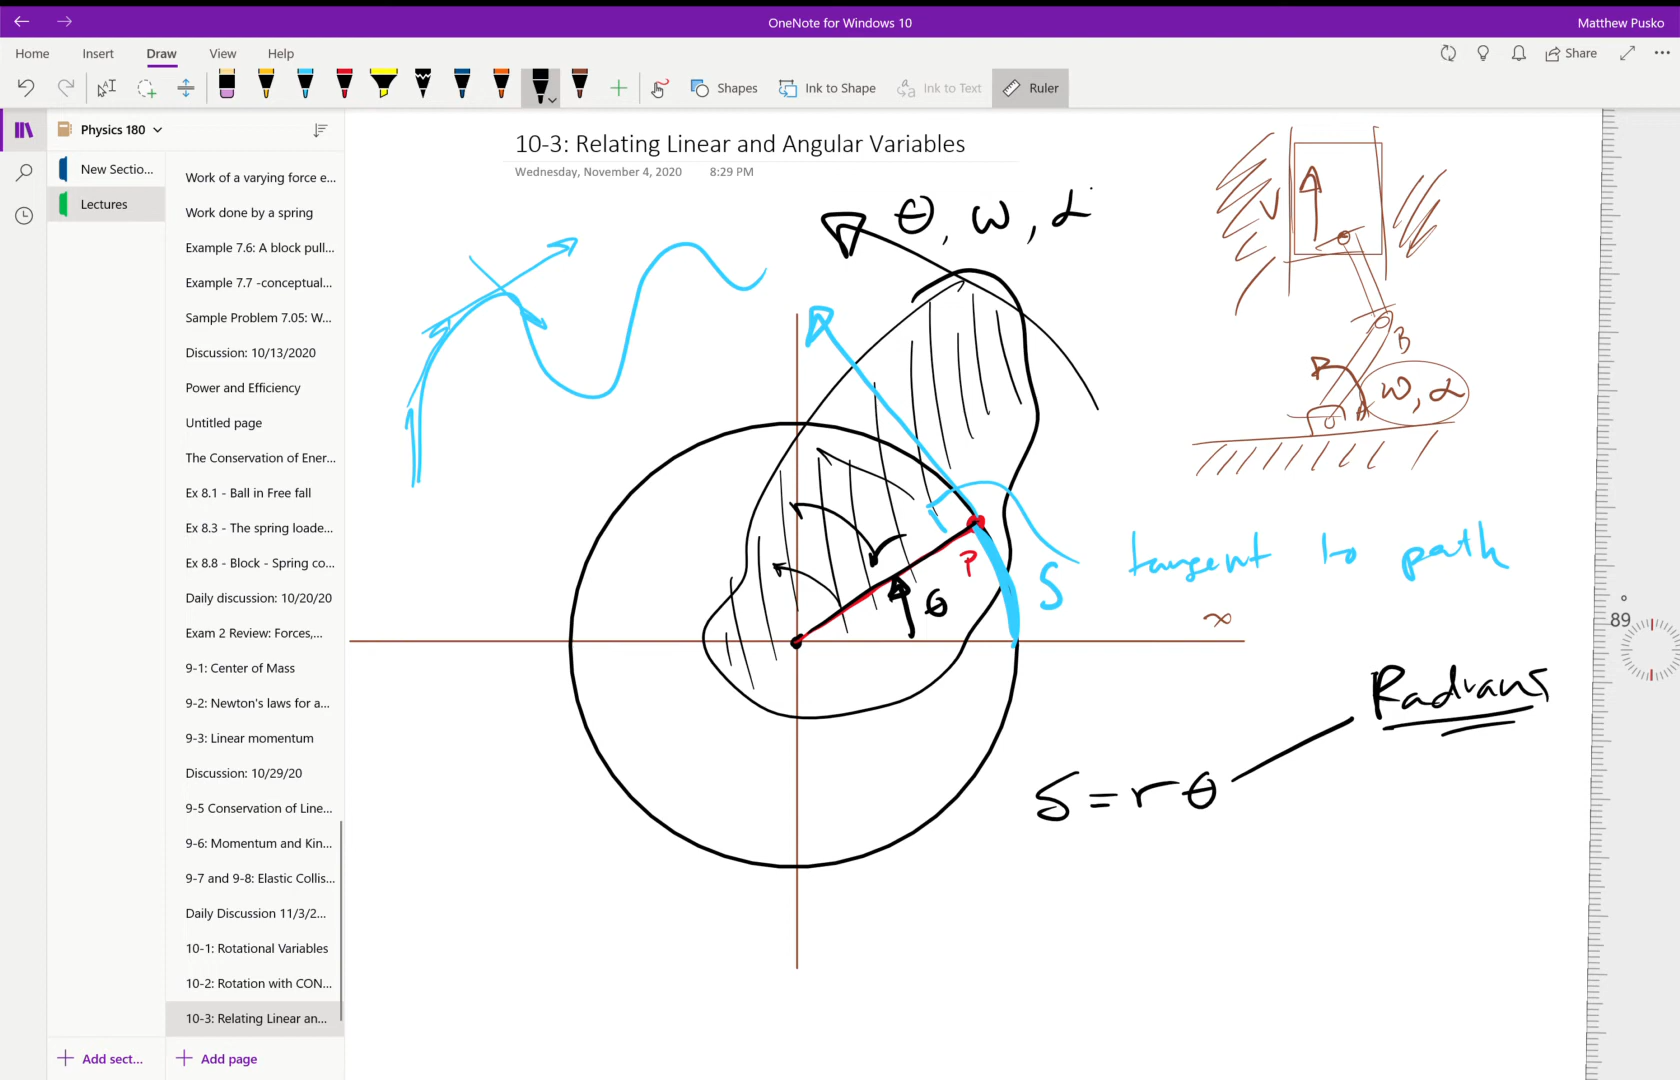 OneNote for Windows 10
Matthew Pusko
Home Insert Draw View Help
Share
Shapes
Ink to Shape
Ink to Text
Ruler
Physics 180
New Sectio...
Lectures
Work of a varying force e...
Work done by a spring
Example 7.6: A block pull...
Example 7.7 -conceptual...
Sample Problem 7.05: W...
Discussion: 10/13/2020
Power and Efficiency
Untitled page
The Conservation of Ener...
Ex 8.1 - Ball in Free fall
Ex 8.3 - The spring loade...
Ex 8.8 - Block - Spring co...
Daily discussion: 10/20/20
Exam 2 Review: Forces,...
9-1: Center of Mass
9-2: Newton's laws for a...
9-3: Linear momentum
Discussion: 10/29/20
9-5 Conservation of Line...
9-6: Momentum and Kin...
9-7 and 9-8: Elastic Collis...
Daily Discussion 11/3/2...
10-1: Rotational Variables
10-2: Rotation with CON...
10-3: Relating Linear an...
Add sect...
Add page
10-3: Relating Linear and Angular Variables
Wednesday, November 4, 2020 8:29 PM
θ, ω, α
V
B
A
ω, α
r
P
θ
S
tangent to path
x
Radians
S = r θ
89°